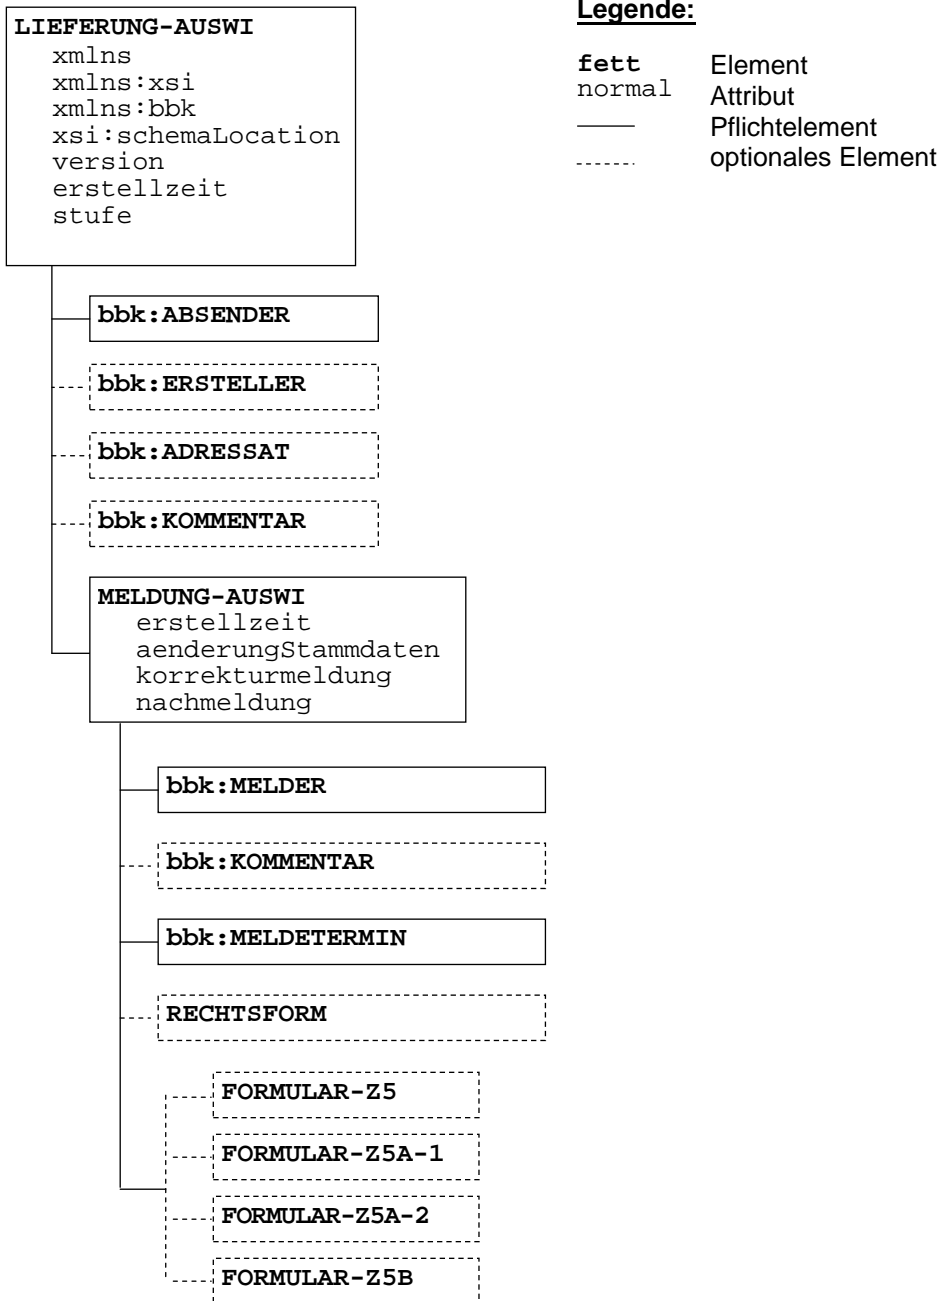 Legende:
LIEFERUNG-AUSWI
xmlns
xmlns:xsi
xmlns:bbk
xsi:schemaLocation
version
erstellzeit
stufe
fett Element
normal Attribut
Pflichtelement
optionales Element
bbk:ABSENDER
bbk:ERSTELLER
bbk:ADRESSAT
bbk:KOMMENTAR
MELDUNG-AUSWI
erstellzeit
aenderungStammdaten
korrekturmeldung
nachmeldung
bbk:MELDER
bbk:KOMMENTAR
bbk:MELDETERMIN
RECHTSFORM
FORMULAR-Z5
FORMULAR-Z5A-1
FORMULAR-Z5A-2
FORMULAR-Z5B